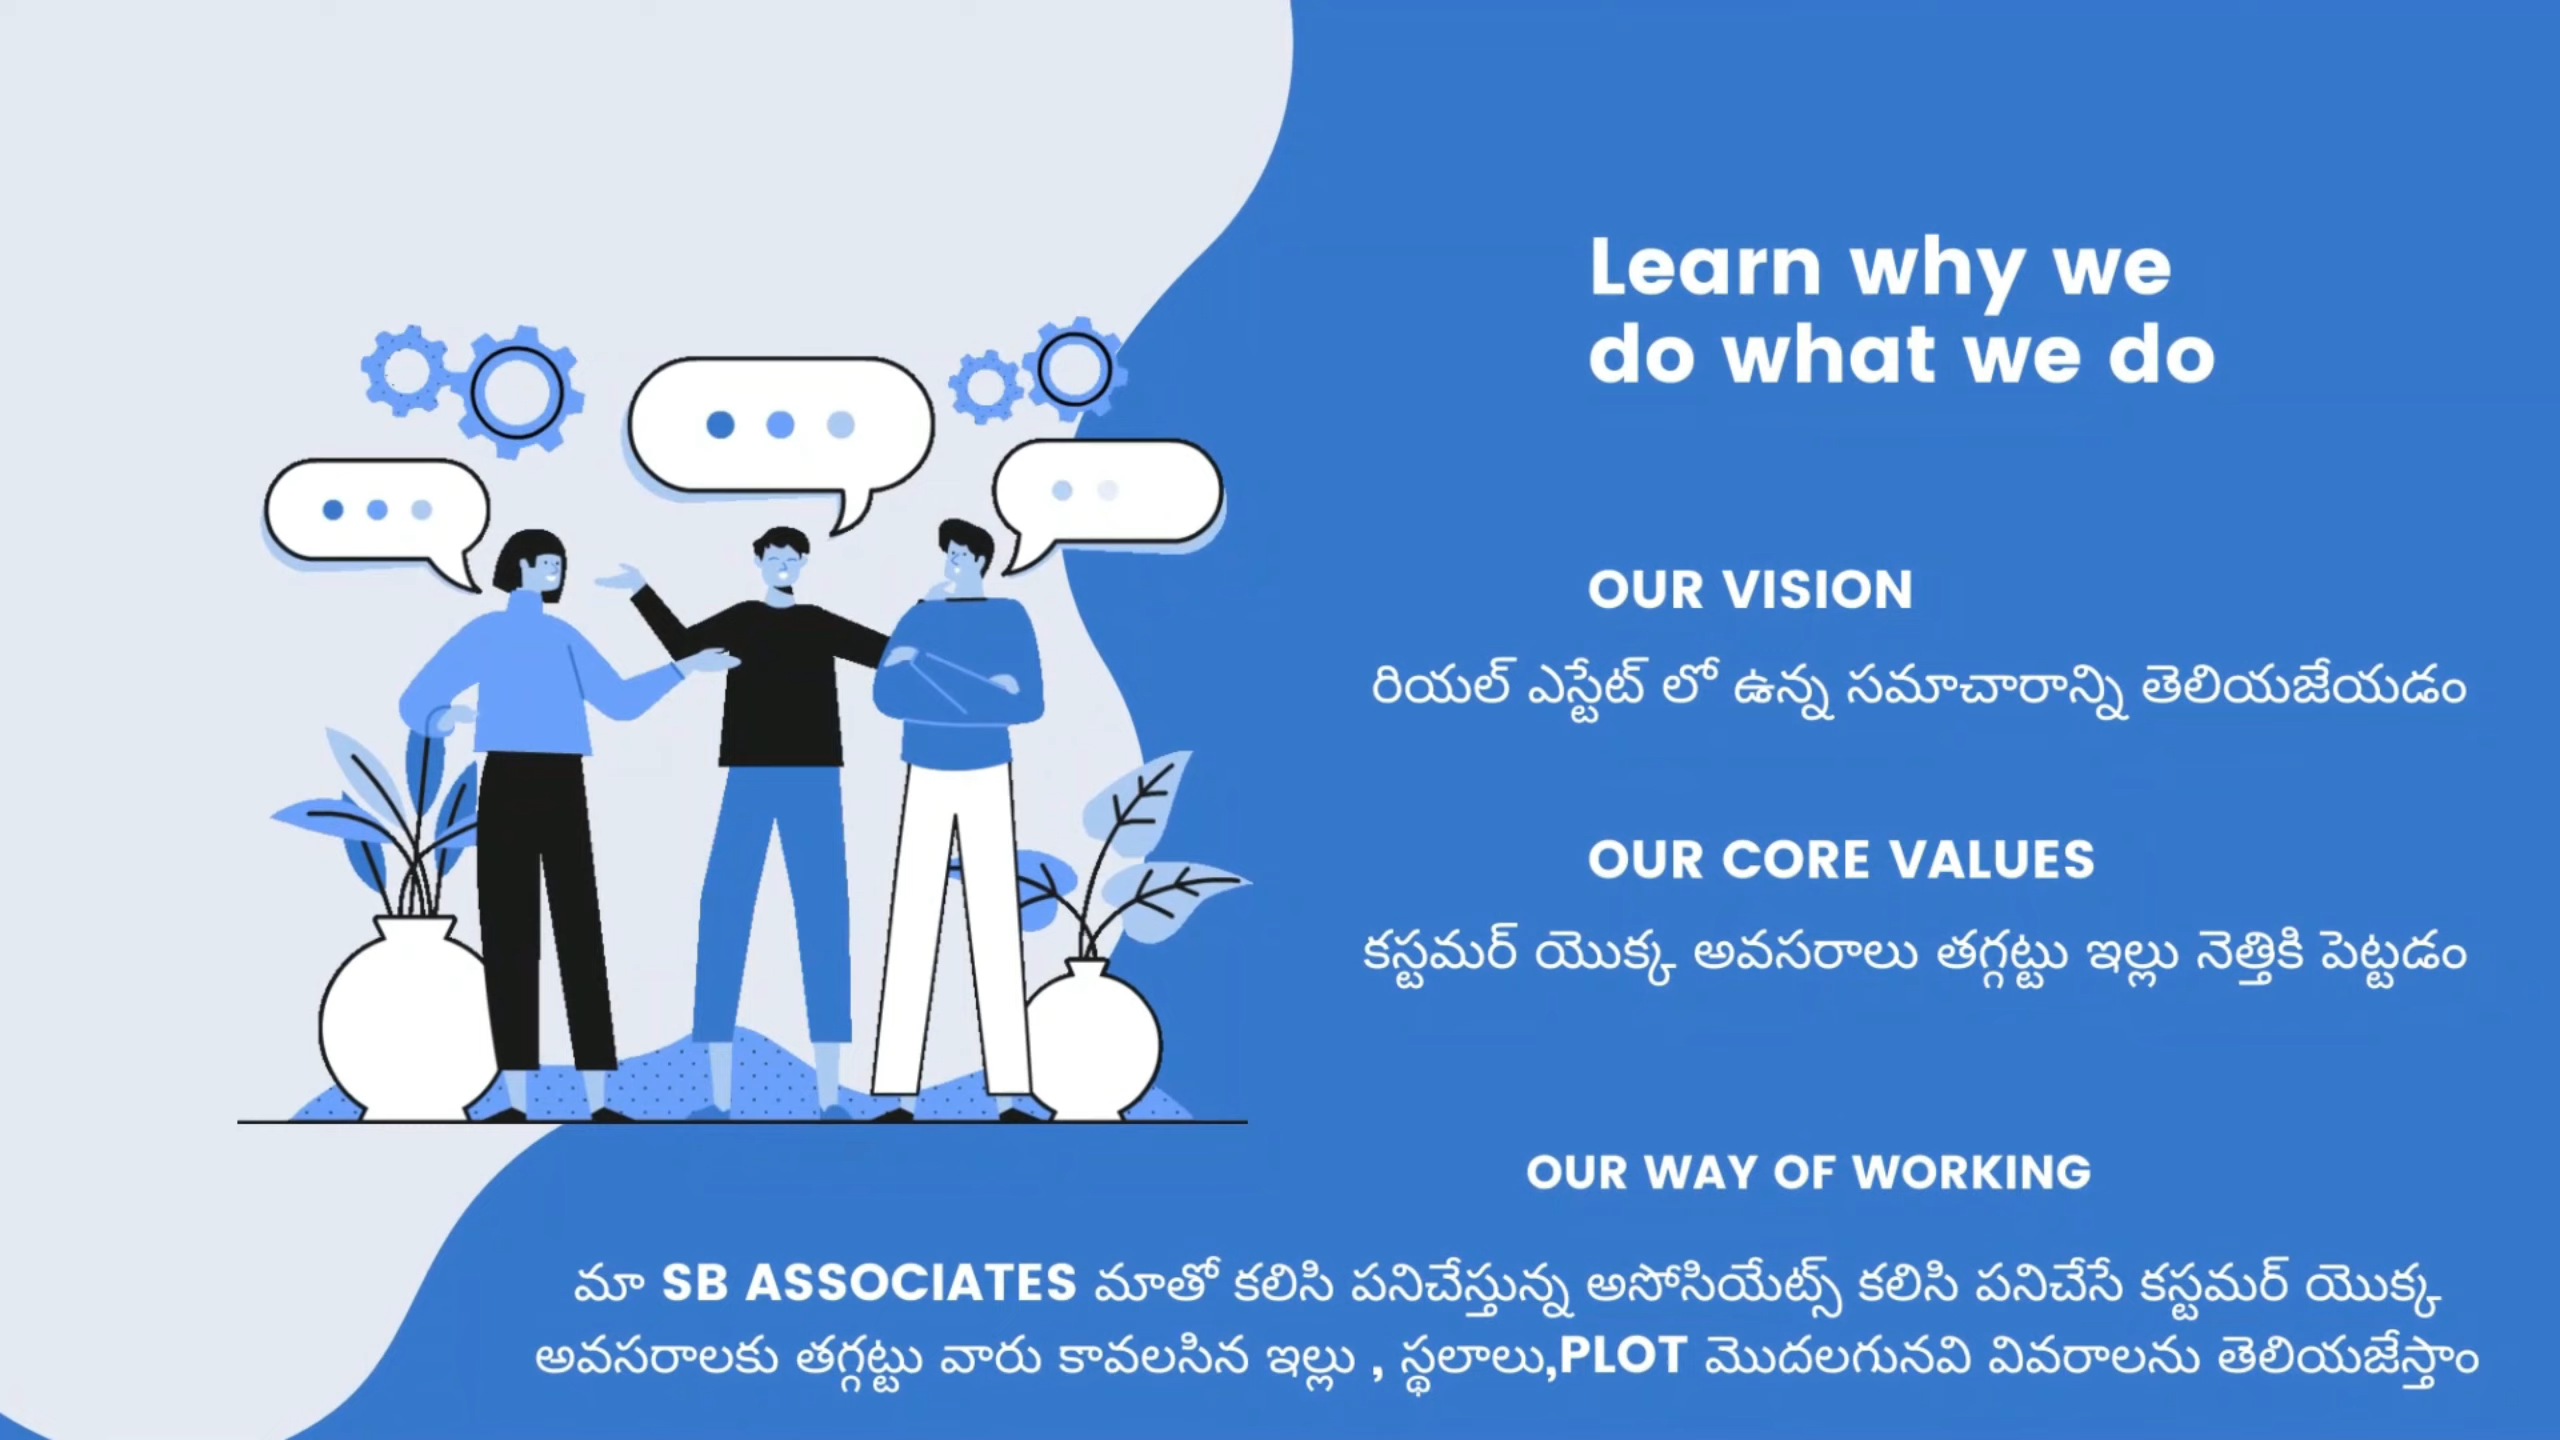 Learn why we
do what we do
OUR VISION
రియల్ ఎస్టేట్ లో ఉన్న సమాచారాన్ని తెలియజేయడం
OUR CORE VALUES
కస్టమర్ యొక్క అవసరాలు తగ్గట్టు ఇల్లు నెత్తికి పెట్టడం
OUR WAY OF WORKING
మా SB ASSOCIATES మాతో కలిసి పనిచేస్తున్న అసోసియేట్స్ కలిసి పనిచేసే కస్టమర్ యొక్క
అవసరాలకు తగ్గట్టు వారు కావలసిన ఇల్లు , స్థలాలు,PLOT మొదలగునవి వివరాలను తెలియజేస్తాం